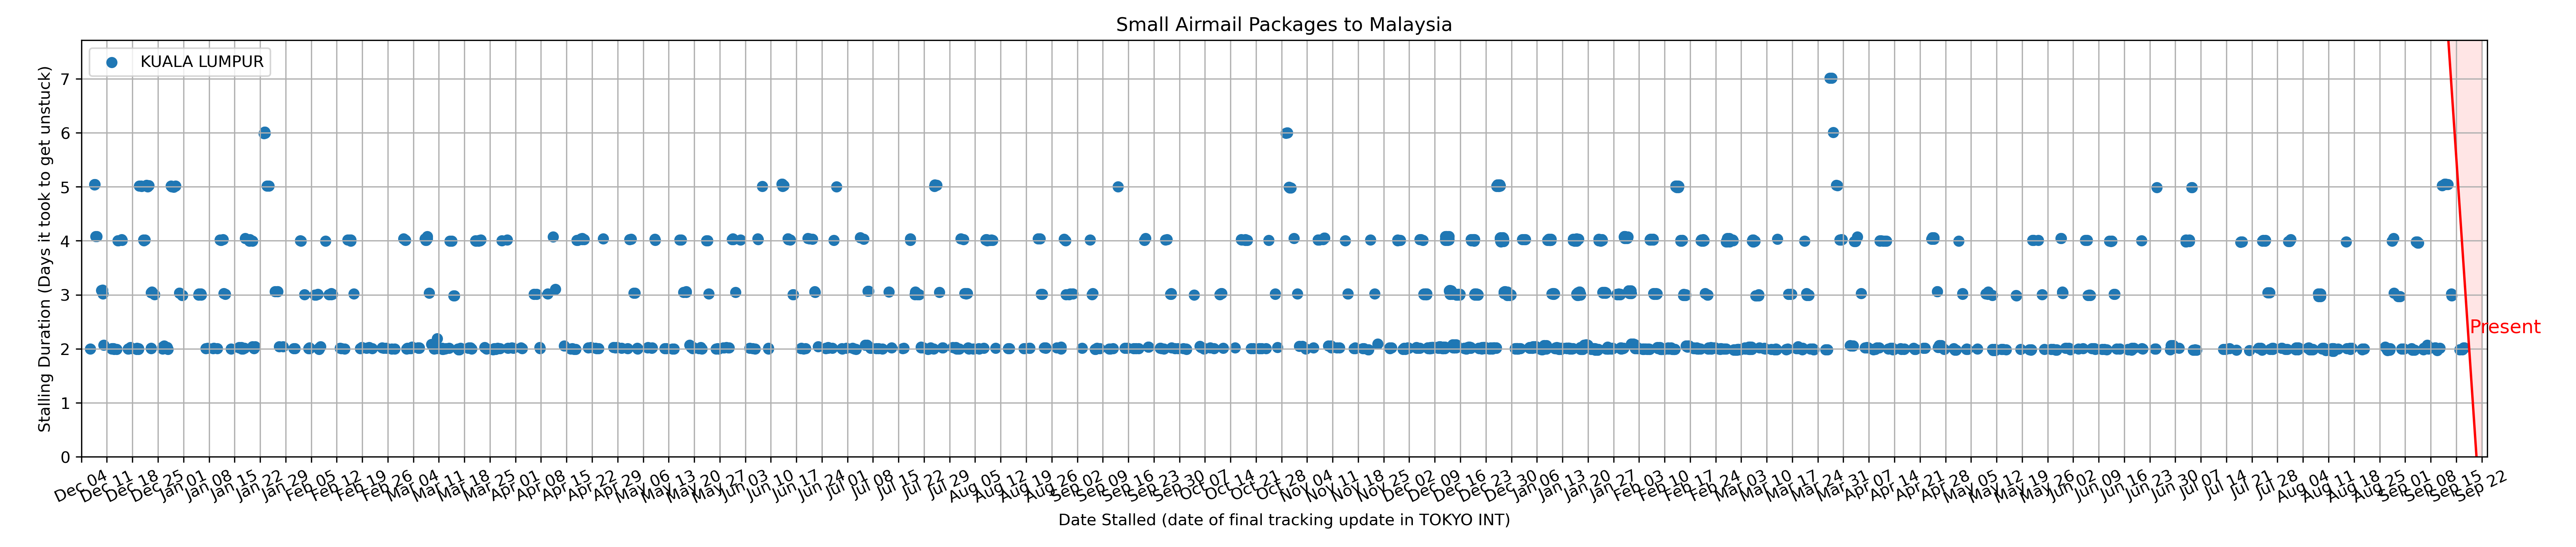 Small Airmail Packages to Malaysia
KUALA LUMPUR
Stalling Duration (Days it took to get unstuck)
7
6
5
4
3
2
1
0
Present
Dec 04
Dec 11
Dec 18
Dec 25
Jan 01
Jan 08
Jan 15
Jan 22
Jan 29
Feb 05
Feb 12
Feb 19
Feb 26
Mar 04
Mar 11
Mar 18
Mar 25
Apr 01
Apr 08
Apr 15
Apr 22
Apr 29
May 06
May 13
May 20
May 27
Jun 03
Jun 10
Jun 17
Jun 24
Jul 01
Jul 08
Jul 15
Jul 22
Jul 29
Aug 05
Aug 12
Aug 19
Aug 26
Sep 02
Sep 09
Sep 16
Sep 23
Sep 30
Oct 07
Oct 14
Oct 21
Oct 28
Nov 04
Nov 11
Nov 18
Nov 25
Dec 02
Dec 09
Dec 16
Dec 23
Dec 30
Jan 06
Jan 13
Jan 20
Jan 27
Feb 03
Feb 10
Feb 17
Feb 24
Mar 03
Mar 10
Mar 17
Mar 24
Mar 31
Apr 07
Apr 14
Apr 21
Apr 28
May 05
May 12
May 19
May 26
Jun 02
Jun 09
Jun 16
Jun 23
Jun 30
Jul 07
Jul 14
Jul 21
Jul 28
Aug 04
Aug 11
Aug 18
Aug 25
Sep 01
Sep 08
Sep 15
Sep 22
Date Stalled (date of final tracking update in TOKYO INT)